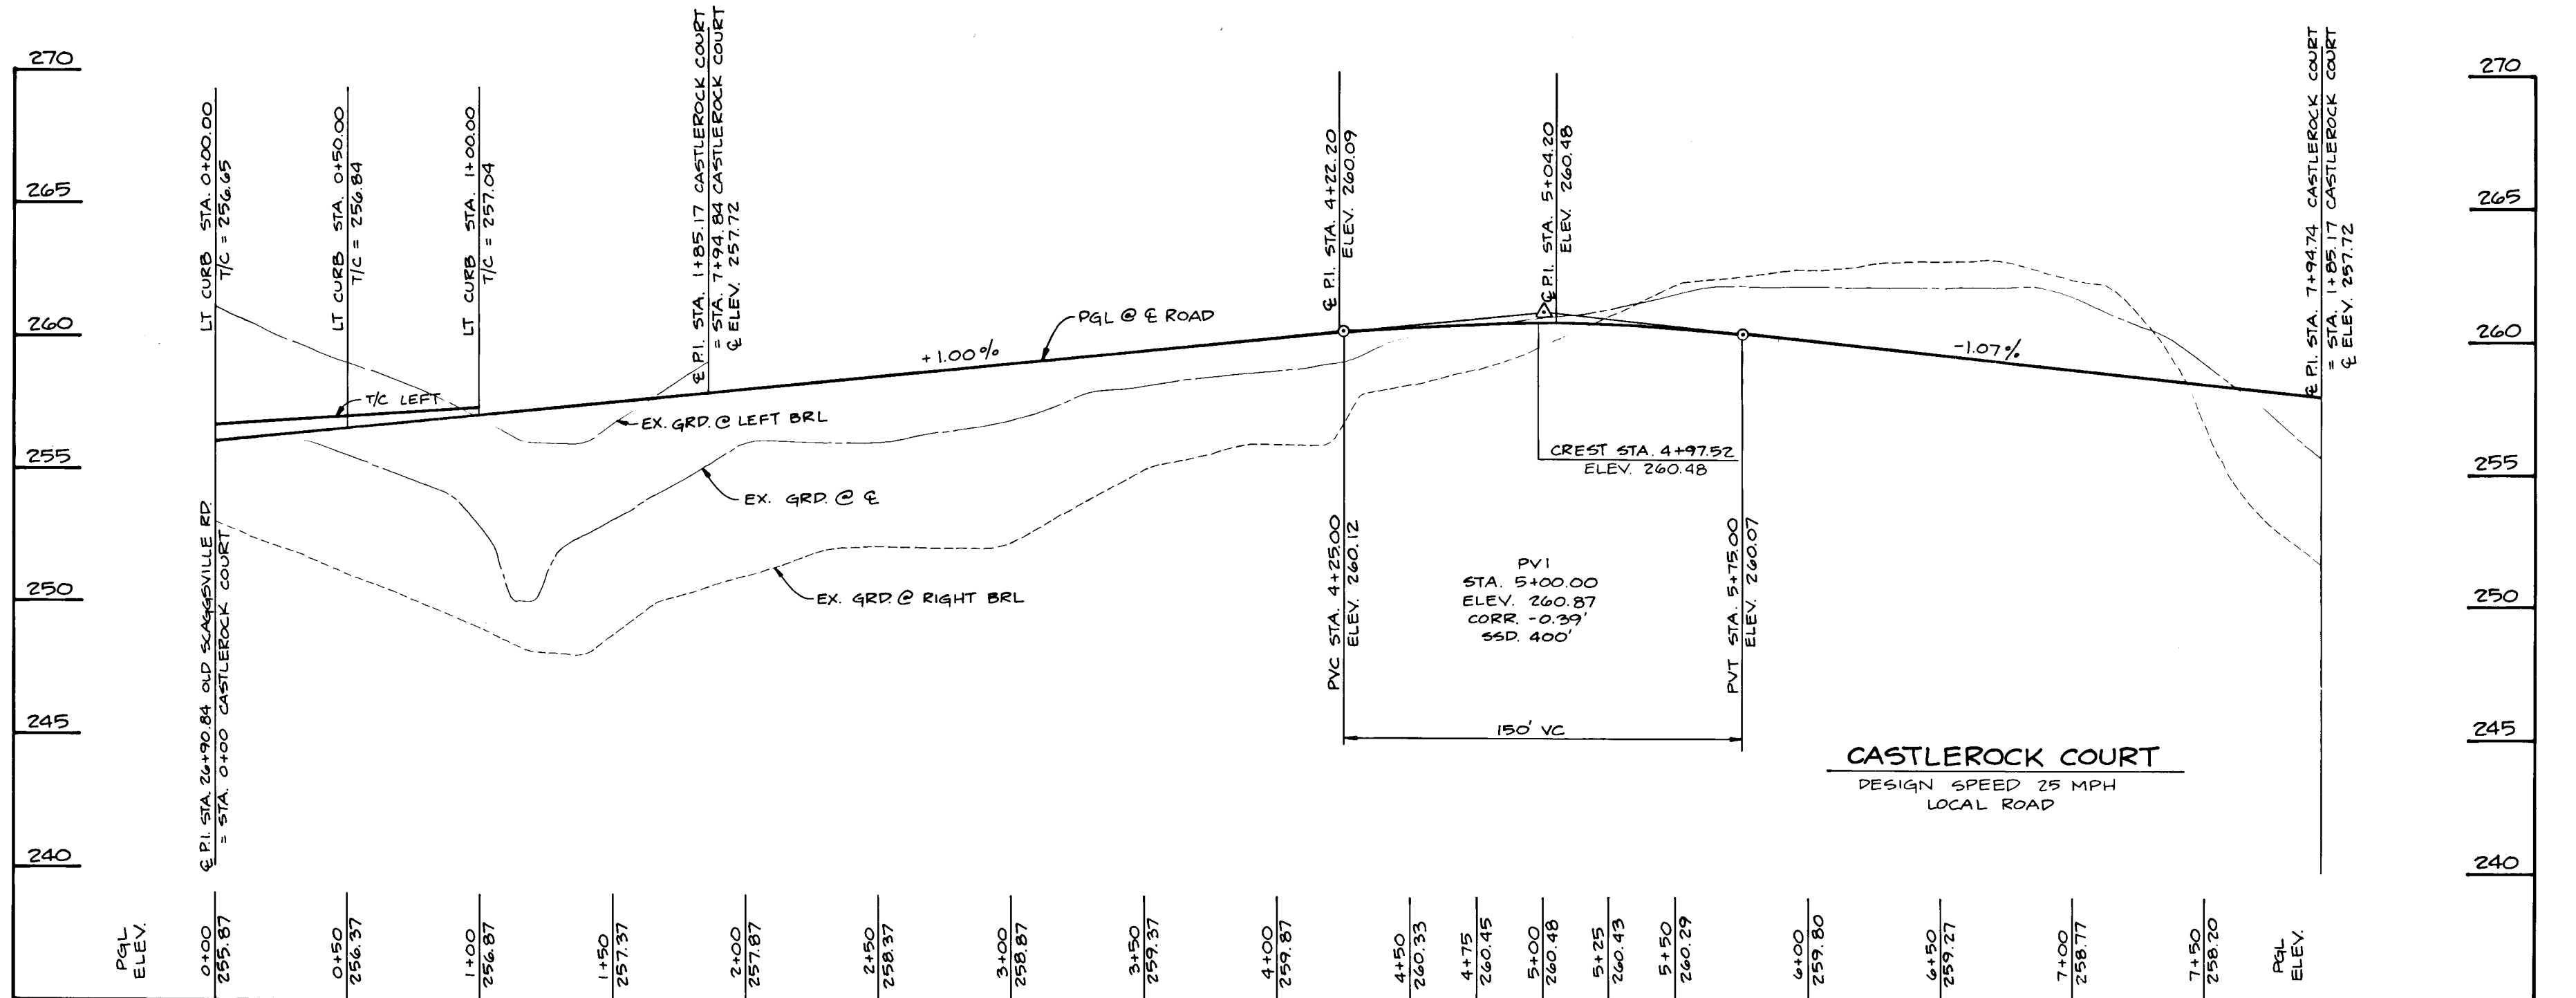 270
265
260
255
250
245
240
LT CURB STA. 0+00.00
T/C = 256.65
LT CURB STA. 0+50.00
T/C = 256.84
LT CURB STA. 1+00.00
T/C = 257.04
℄ P.I. STA. 1+85.17 CASTLEROCK COURT
= STA. 7+94.84 CASTLEROCK COURT
℄ ELEV. 257.72
℄ P.I. STA. 4+22.20
ELEV. 260.09
℄ P.I. STA. 5+04.20
ELEV. 260.48
℄ P.I. STA. 7+94.74 CASTLEROCK COURT
= STA. 1+85.17 CASTLEROCK COURT
℄ ELEV. 257.72
270
265
260
255
250
245
240
PGL @ ℄ ROAD
+1.00%
-1.07%
T/C LEFT
EX. GRD. @ LEFT BRL
EX. GRD. @ ℄
EX. GRD. @ RIGHT BRL
CREST STA. 4+97.52
ELEV. 260.48
℄ P.I. STA. 26+90.84 OLD SCAGGSVILLE RD.
= STA. 0+00 CASTLEROCK COURT
PVC STA. 4+25.00
ELEV. 260.12
PVI
STA. 5+00.00
ELEV. 260.87
CORR. -0.39'
SSD. 400'
PVT STA. 5+75.00
ELEV. 260.07
150' VC
CASTLEROCK COURT
DESIGN SPEED 25 MPH
LOCAL ROAD
PGL
ELEV.
0+00
255.87
0+50
256.37
1+00
256.87
1+50
257.37
2+00
257.87
2+50
258.37
3+00
258.87
3+50
259.37
4+00
259.87
4+50
260.33
4+75
260.45
5+00
260.48
5+25
260.43
5+50
260.29
6+00
259.80
6+50
259.27
7+00
258.77
7+50
258.20
PGL
ELEV.